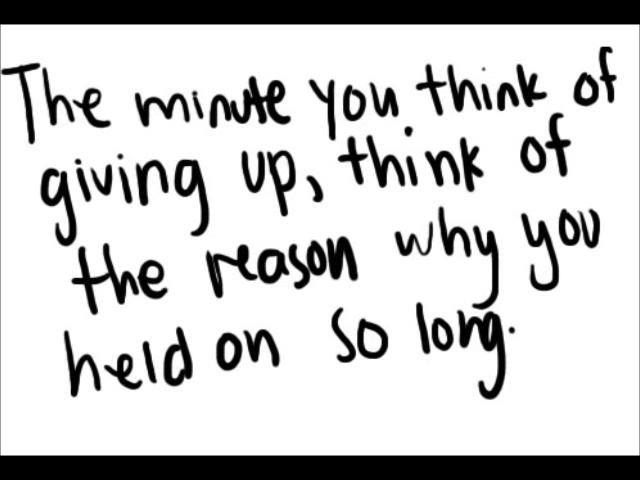 The minute you think of
giving up, think of
the reason why you
held on so long.